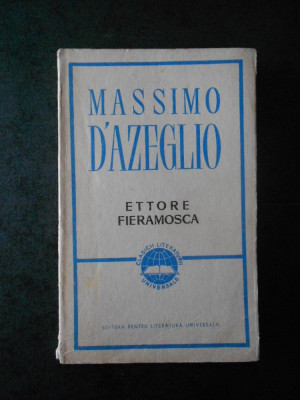 MASSIMO
D'AZEGLIO
ETTORE
FIERAMOSCA
CLASICII LITERATURII
UNIVERSALE
EDITURA PENTRU LITERATURA UNIVERSALĂ